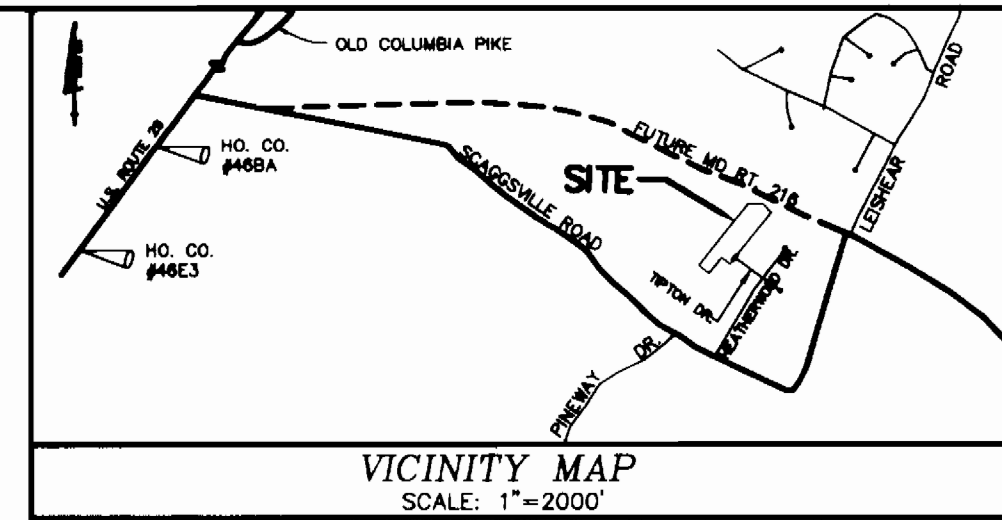 OLD COLUMBIA PIKE
U.S. ROUTE 29
HO. CO.
#46BA
HO. CO.
#46E3
SCAGGSVILLE ROAD
FUTURE MD RT. 216
SITE
LEISHEAR
ROAD
TIPTON DR.
HEATHERWOOD DR.
PINEWAY
DR.
VICINITY MAP
SCALE: 1"=2000'